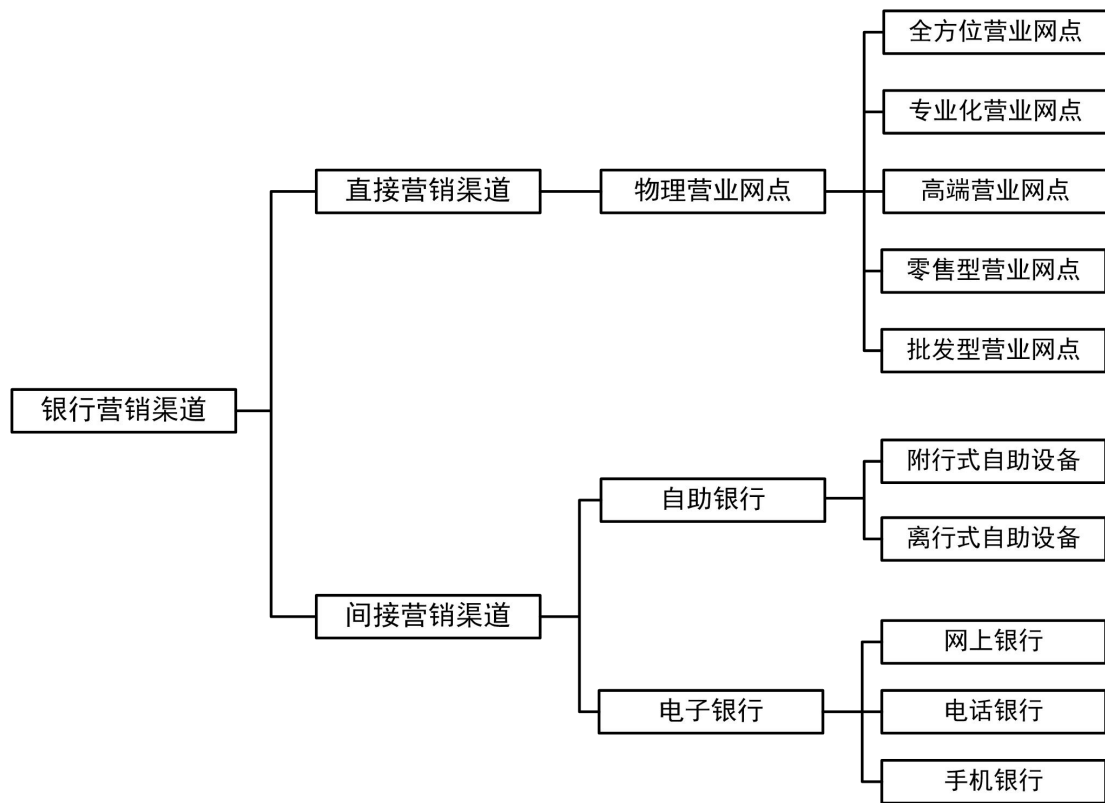 全方位营业网点
专业化营业网点
直接营销渠道
物理营业网点
高端营业网点
零售型营业网点
批发型营业网点
银行营销渠道
附行式自助设备
自助银行
离行式自助设备
间接营销渠道
网上银行
电子银行
电话银行
手机银行